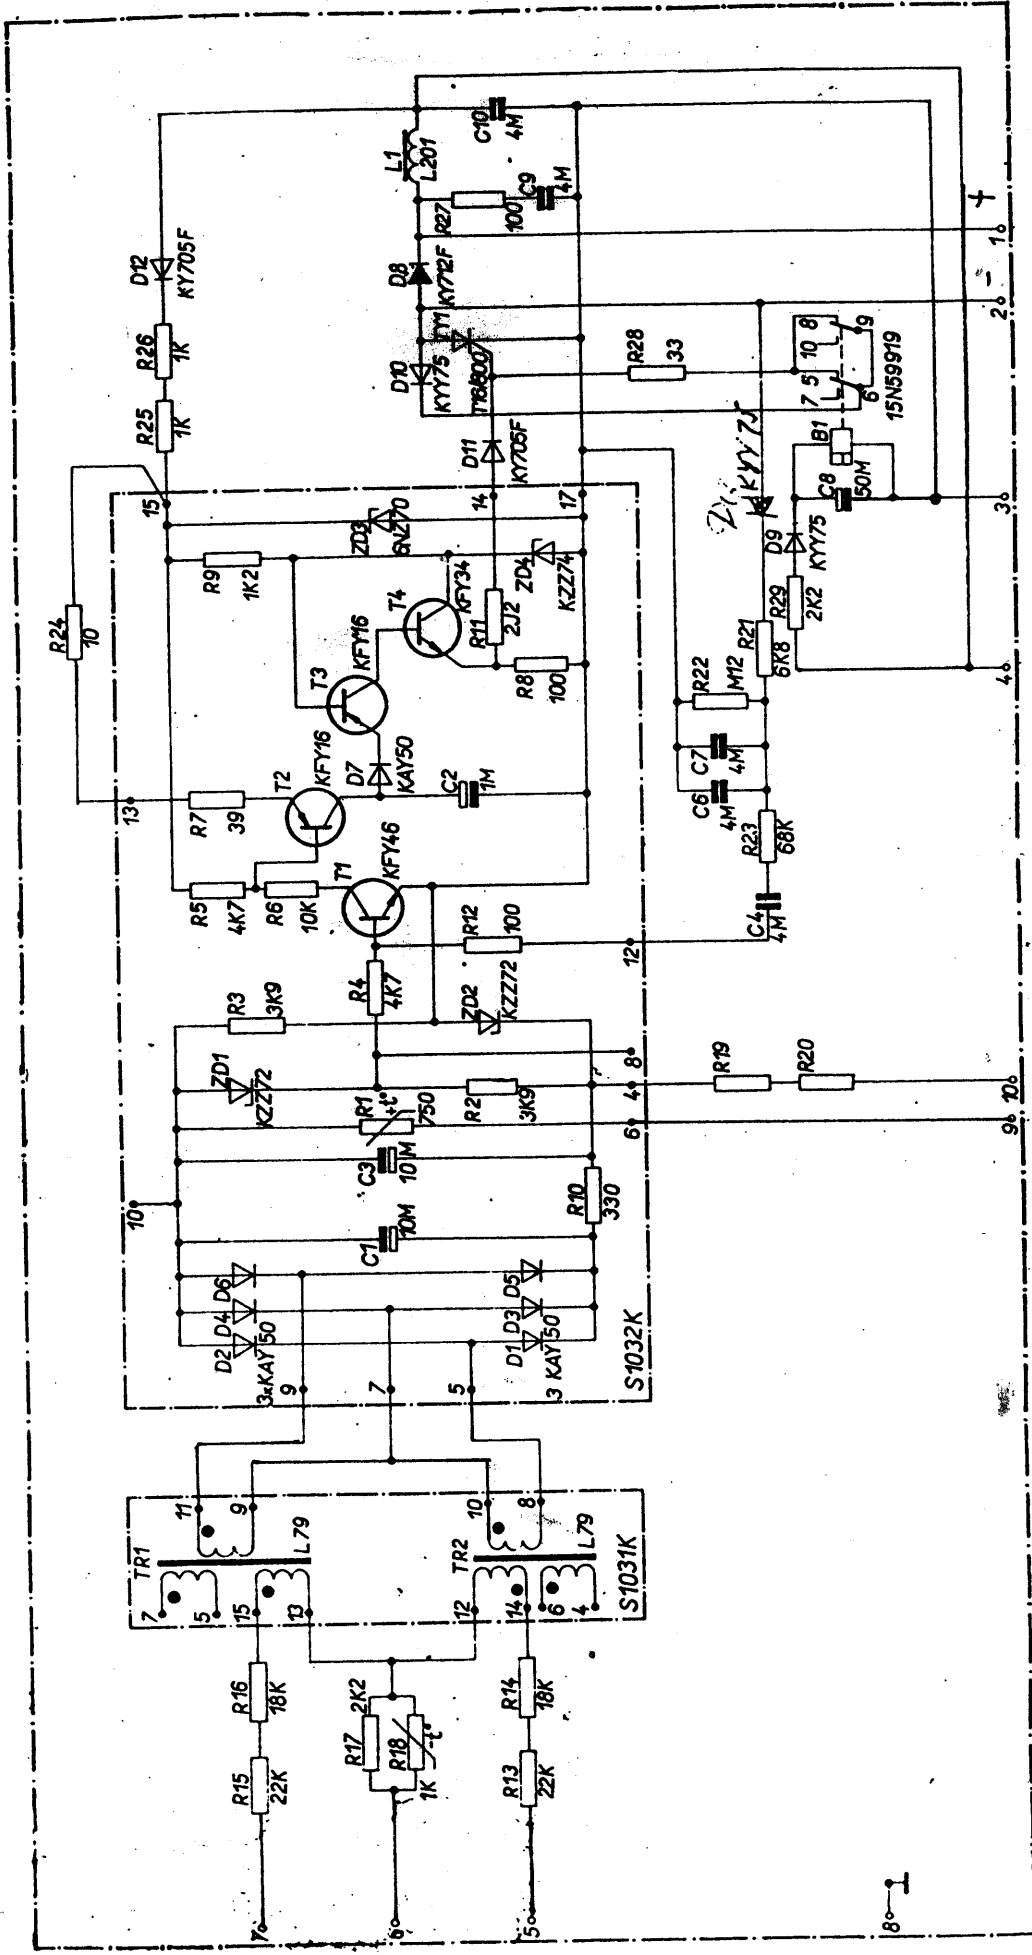 7
6
5
8
R15
22K
R16
18K
R17
2K2
R18
1K
-t°
R13
22K
R14
18K
TR1
7
5
15
13
11
9
L79
TR2
12
14
6
4
10
8
L79
S1031K
9
7
5
10
D2
D4
D6
3xKAY50
D1
D3
D5
3 KAY50
C1
10M
C3
10M
R10
330
R1
+t°
750
ZD1
KZZ72
R2
3K9
R3
3K9
ZD2
KZZ72
R4
4K7
R12
100
6
4
8
12
S1032K
R5
4K7
R6
10K
T1
KFY46
R7
39
13
T2
KFY16
D7
KAY50
C2
1M
T3
KFY16
T4
KFY34
R8
100
R11
2J2
R9
1K2
ZD3
6NZ70
ZD4
KZZ74
15
14
17
R24
10
R25
1K
R26
1K
D12
KY705F
D11
KY705F
D10
KYY75
TY1
T16/800
D8
KY712F
R27
100
C9
4M
L1
L201
C10
4M
R28
33
C4
4M
R23
68K
C6
4M
C7
4M
R22
M12
R21
6K8
KYY75
R29
2K2
D9
KYY75
C8
50M
B1
7
5
6
10
8
9
15N59919
R19
R20
9
10
4
3
2
-
1
+